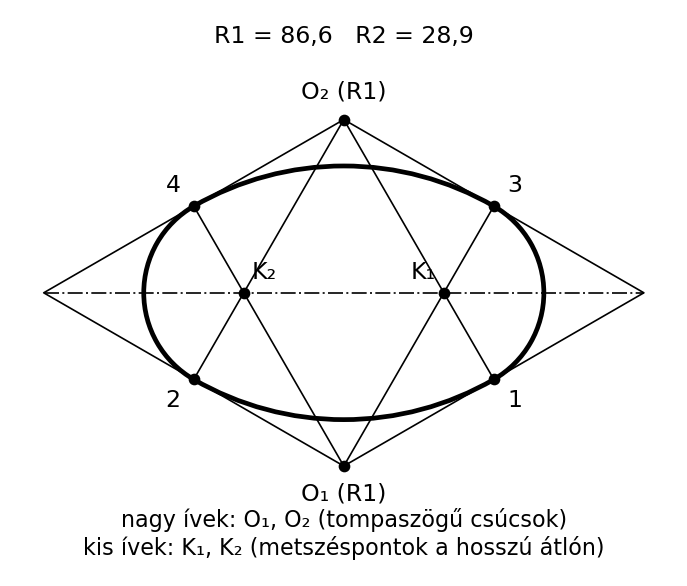 R1 = 86,6   R2 = 28,9
O₂ (R1)
4
3
K₂
K₁
2
1
O₁ (R1)
nagy ívek: O₁, O₂ (tompaszögű csúcsok)
kis ívek: K₁, K₂ (metszéspontok a hosszú átlón)